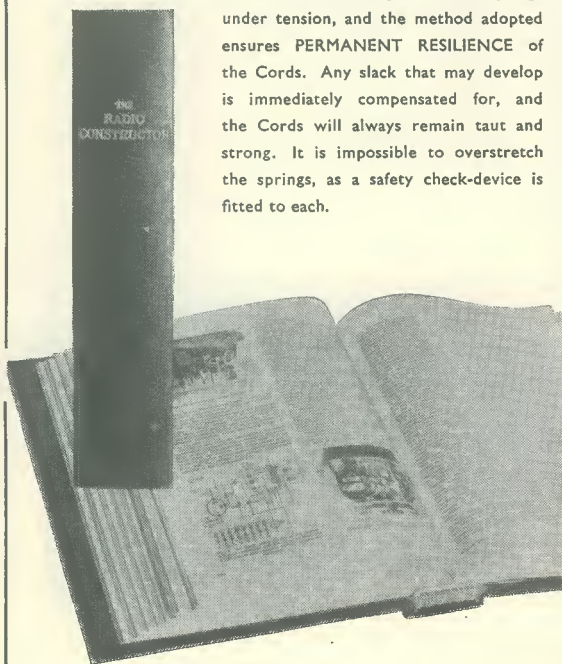 THE
RADIO
CONSTRUCTOR
under tension, and the method adopted
ensures PERMANENT RESILIENCE of
the Cords. Any slack that may develop
is immediately compensated for, and
the Cords will always remain taut and
strong. It is impossible to overstretch
the springs, as a safety check-device is
fitted to each.